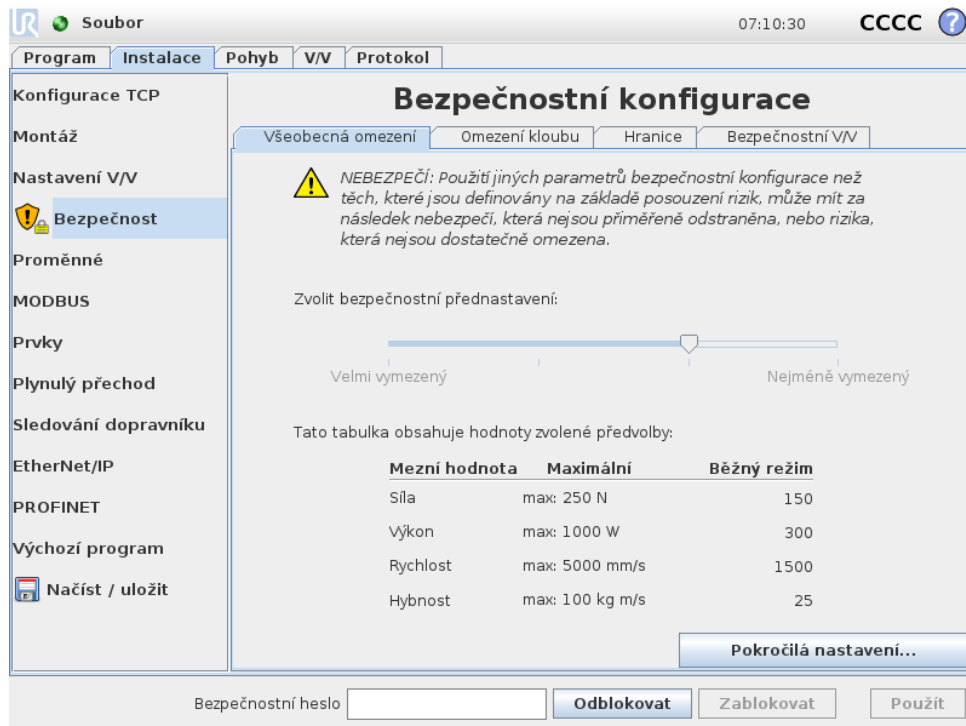 UR Soubor 07:10:30 CCCC ?
Program Instalace Pohyb V/V Protokol
Konfigurace TCP
Montáž
Nastavení V/V
Bezpečnost
Proměnné
MODBUS
Prvky
Plynulý přechod
Sledování dopravníku
EtherNet/IP
PROFINET
Výchozí program
Načíst / uložit
Bezpečnostní konfigurace
Všeobecná omezení Omezení kloubu Hranice Bezpečnostní V/V
NEBEZPEČÍ: Použití jiných parametrů bezpečnostní konfigurace než
těch, které jsou definovány na základě posouzení rizik, může mít za
následek nebezpečí, která nejsou přiměřeně odstraněna, nebo rizika,
která nejsou dostatečně omezena.
Zvolit bezpečnostní přednastavení:
Velmi vymezený Nejméně vymezený
Tato tabulka obsahuje hodnoty zvolené předvolby:
Mezní hodnota Maximální Běžný režim
Síla max: 250 N 150
Výkon max: 1000 W 300
Rychlost max: 5000 mm/s 1500
Hybnost max: 100 kg m/s 25
Pokročilá nastavení...
Bezpečnostní heslo Odblokovat Zablokovat Použít